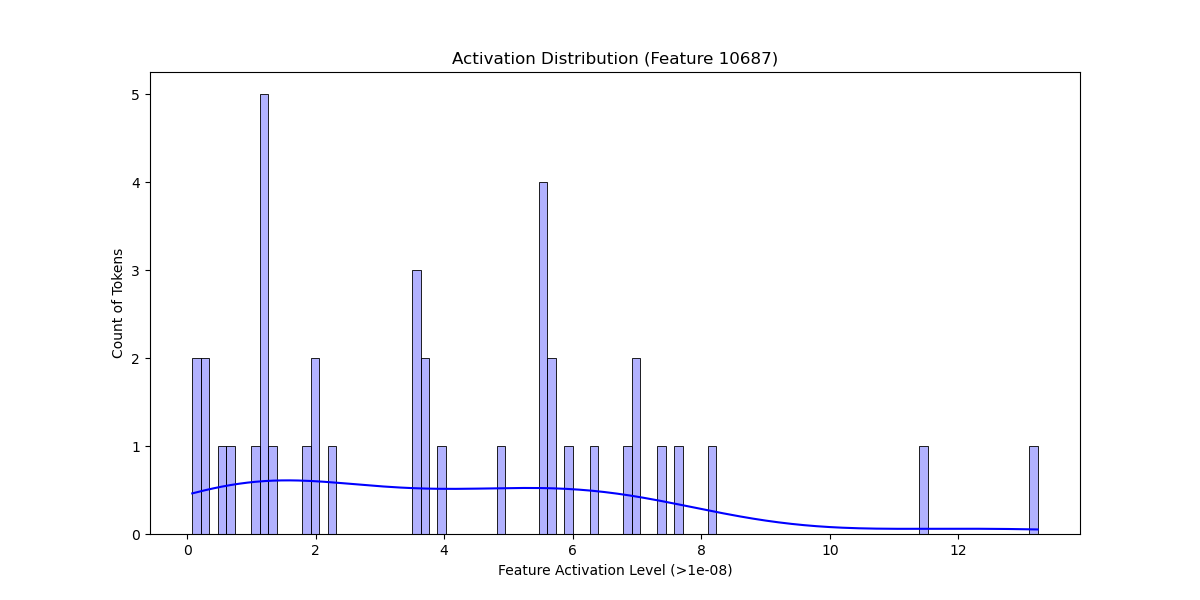 Activation Distribution (Feature 10687)
5
4
3
2
1
0
Count of Tokens
0 2 4 6 8 10 12
Feature Activation Level (>1e-08)